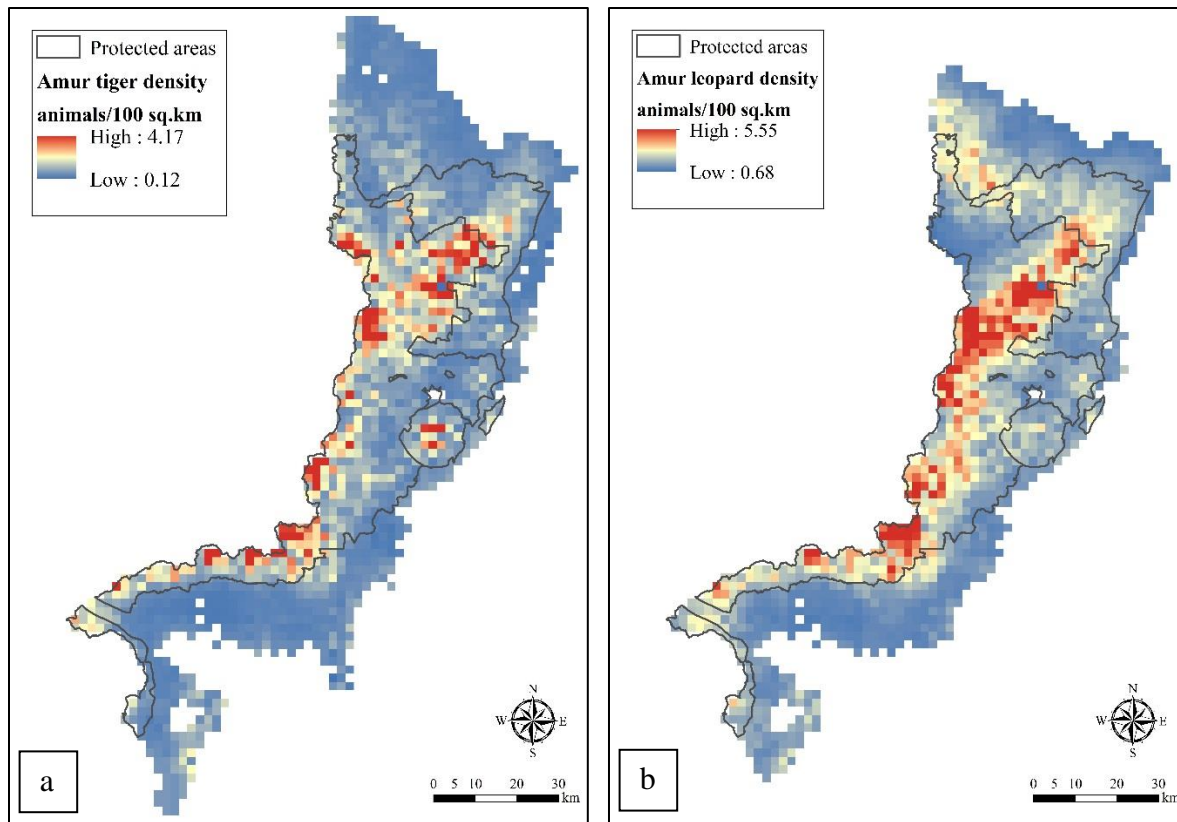 Protected areas
Amur tiger density
animals/100 sq.km
High : 4.17
Low : 0.12
N
W E
S
0 5 10 20 30
km
a
Protected areas
Amur leopard density
animals/100 sq.km
High : 5.55
Low : 0.68
N
W E
S
0 5 10 20 30
km
b